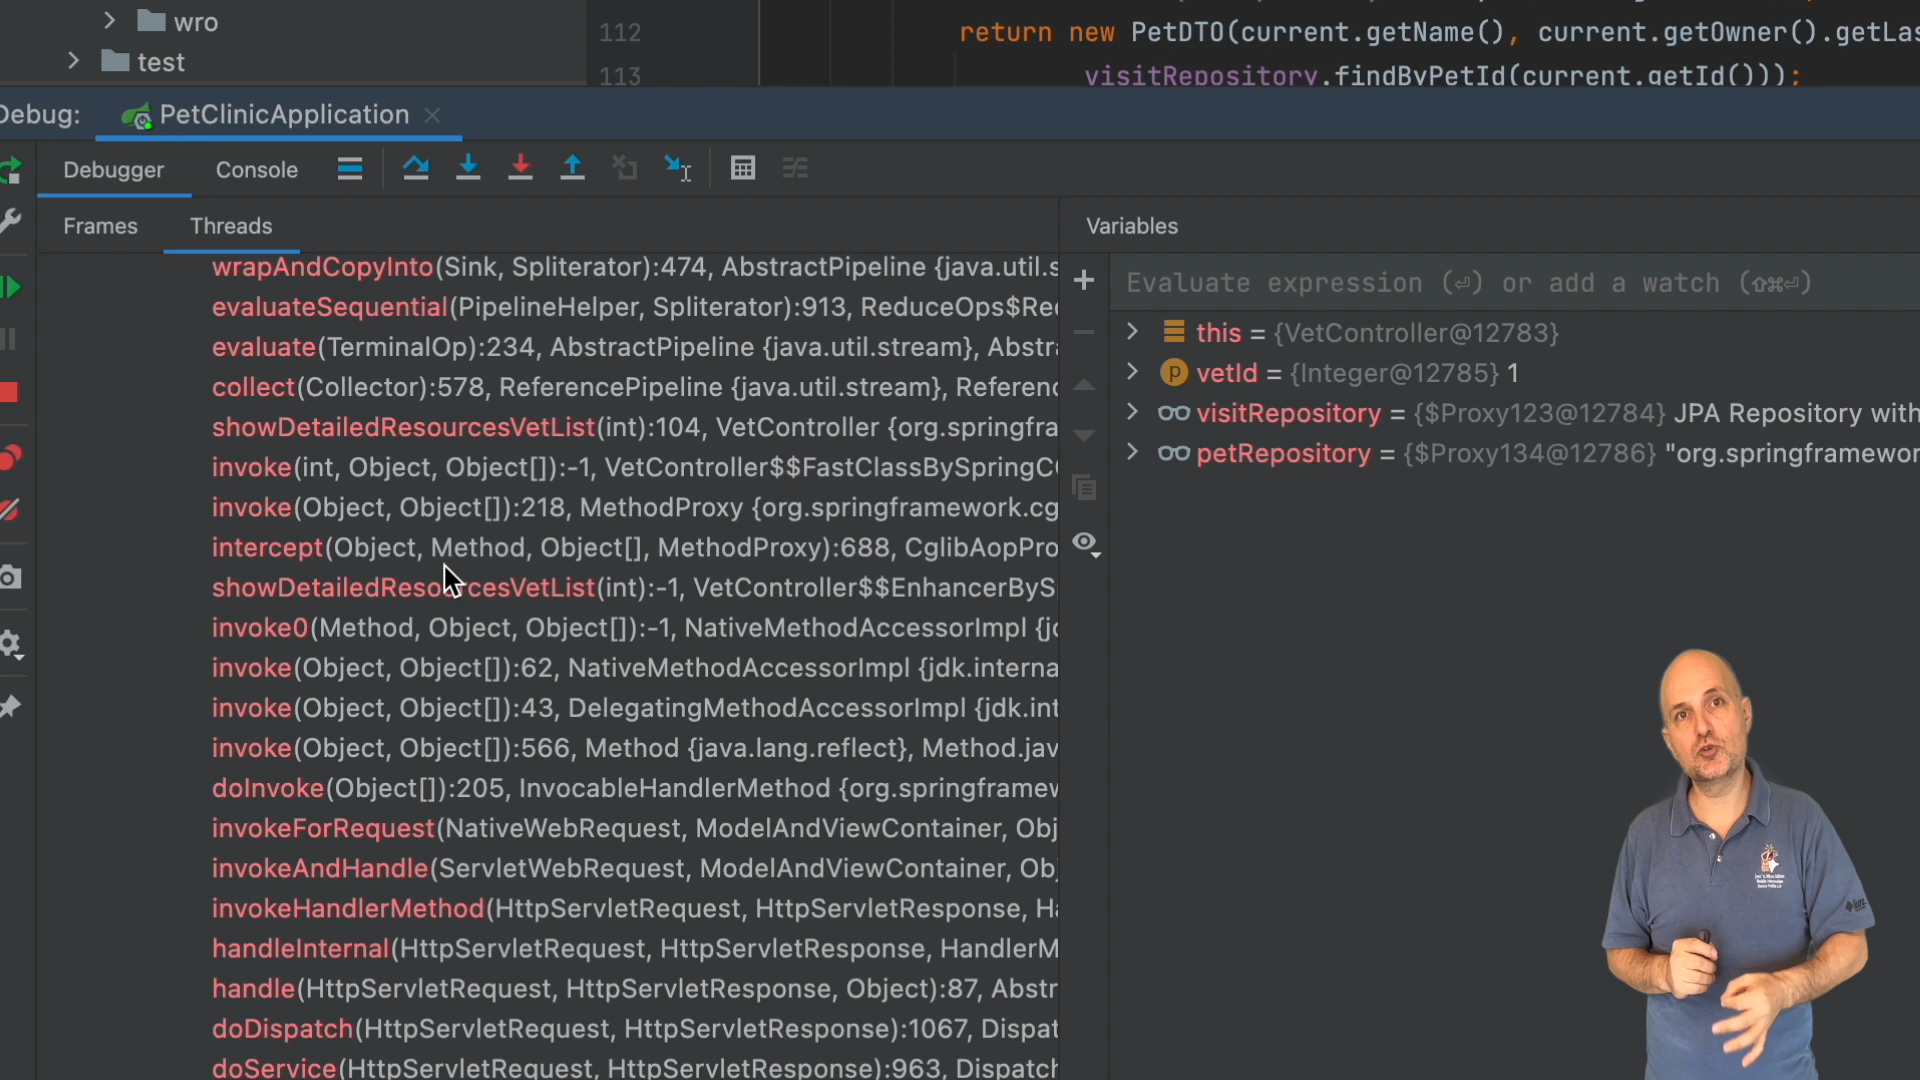 wro
test
112 return new PetDTO(current.getName(), current.getOwner().getLas
113 visitRepository.findByPetId(current.getId()));
Debug: PetClinicApplication
Debugger Console
Frames Threads
Variables
wrapAndCopyInto(Sink, Spliterator):474, AbstractPipeline {java.util.s
evaluateSequential(PipelineHelper, Spliterator):913, ReduceOps$Red
evaluate(TerminalOp):234, AbstractPipeline {java.util.stream}, Abstra
collect(Collector):578, ReferencePipeline {java.util.stream}, Referenc
showDetailedResourcesVetList(int):104, VetController {org.springfra
invoke(int, Object, Object[]):-1, VetController$$FastClassBySpringC
invoke(Object, Object[]):218, MethodProxy {org.springframework.cg
intercept(Object, Method, Object[], MethodProxy):688, CglibAopPro
showDetailedResourcesVetList(int):-1, VetController$$EnhancerByS
invoke0(Method, Object, Object[]):-1, NativeMethodAccessorImpl {jd
invoke(Object, Object[]):62, NativeMethodAccessorImpl {jdk.interna
invoke(Object, Object[]):43, DelegatingMethodAccessorImpl {jdk.int
invoke(Object, Object[]):566, Method {java.lang.reflect}, Method.jav
doInvoke(Object[]):205, InvocableHandlerMethod {org.springframew
invokeForRequest(NativeWebRequest, ModelAndViewContainer, Obj
invokeAndHandle(ServletWebRequest, ModelAndViewContainer, Obj
invokeHandlerMethod(HttpServletRequest, HttpServletResponse, Ha
handleInternal(HttpServletRequest, HttpServletResponse, HandlerM
handle(HttpServletRequest, HttpServletResponse, Object):87, Abstr
doDispatch(HttpServletRequest, HttpServletResponse):1067, Dispat
doService(HttpServletRequest, HttpServletResponse):963, Dispatch
Evaluate expression (⏎) or add a watch (⇧⌘⏎)
this = {VetController@12783}
p vetId = {Integer@12785} 1
visitRepository = {$Proxy123@12784} JPA Repository with
petRepository = {$Proxy134@12786} "org.springframewor